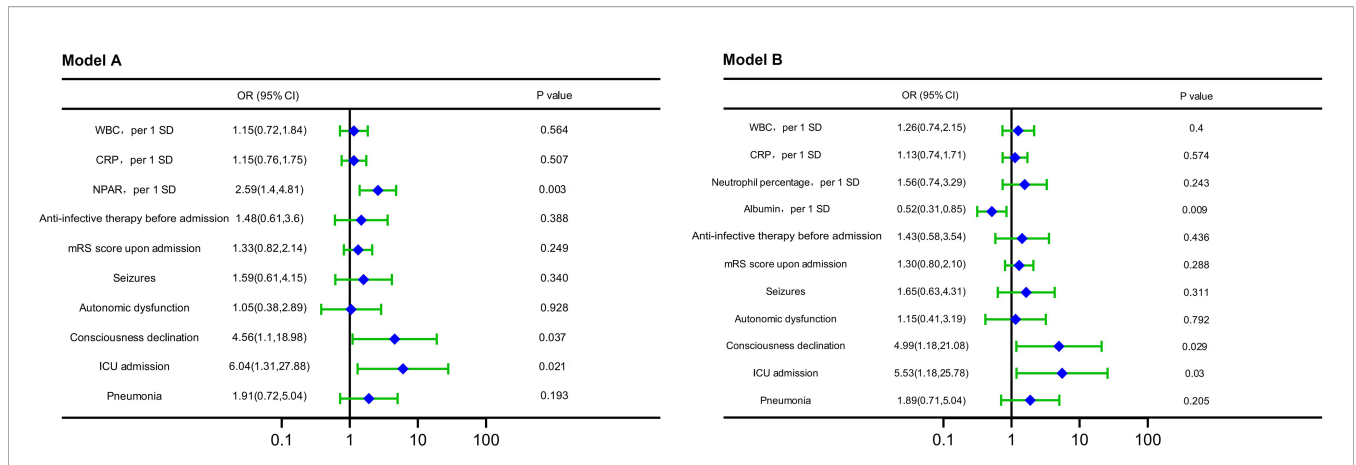 Model A
OR (95% CI) P value
WBC，per 1 SD 1.15(0.72,1.84) 0.564
CRP，per 1 SD 1.15(0.76,1.75) 0.507
NPAR，per 1 SD 2.59(1.4,4.81) 0.003
Anti-infective therapy before admission 1.48(0.61,3.6) 0.388
mRS score upon admission 1.33(0.82,2.14) 0.249
Seizures 1.59(0.61,4.15) 0.340
Autonomic dysfunction 1.05(0.38,2.89) 0.928
Consciousness declination 4.56(1.1,18.98) 0.037
ICU admission 6.04(1.31,27.88) 0.021
Pneumonia 1.91(0.72,5.04) 0.193
0.1 1 10 100
Model B
OR (95% CI) P value
WBC，per 1 SD 1.26(0.74,2.15) 0.4
CRP，per 1 SD 1.13(0.74,1.71) 0.574
Neutrophil percentage，per 1 SD 1.56(0.74,3.29) 0.243
Albumin，per 1 SD 0.52(0.31,0.85) 0.009
Anti-infective therapy before admission 1.43(0.58,3.54) 0.436
mRS score upon admission 1.30(0.80,2.10) 0.288
Seizures 1.65(0.63,4.31) 0.311
Autonomic dysfunction 1.15(0.41,3.19) 0.792
Consciousness declination 4.99(1.18,21.08) 0.029
ICU admission 5.53(1.18,25.78) 0.03
Pneumonia 1.89(0.71,5.04) 0.205
0.1 1 10 100